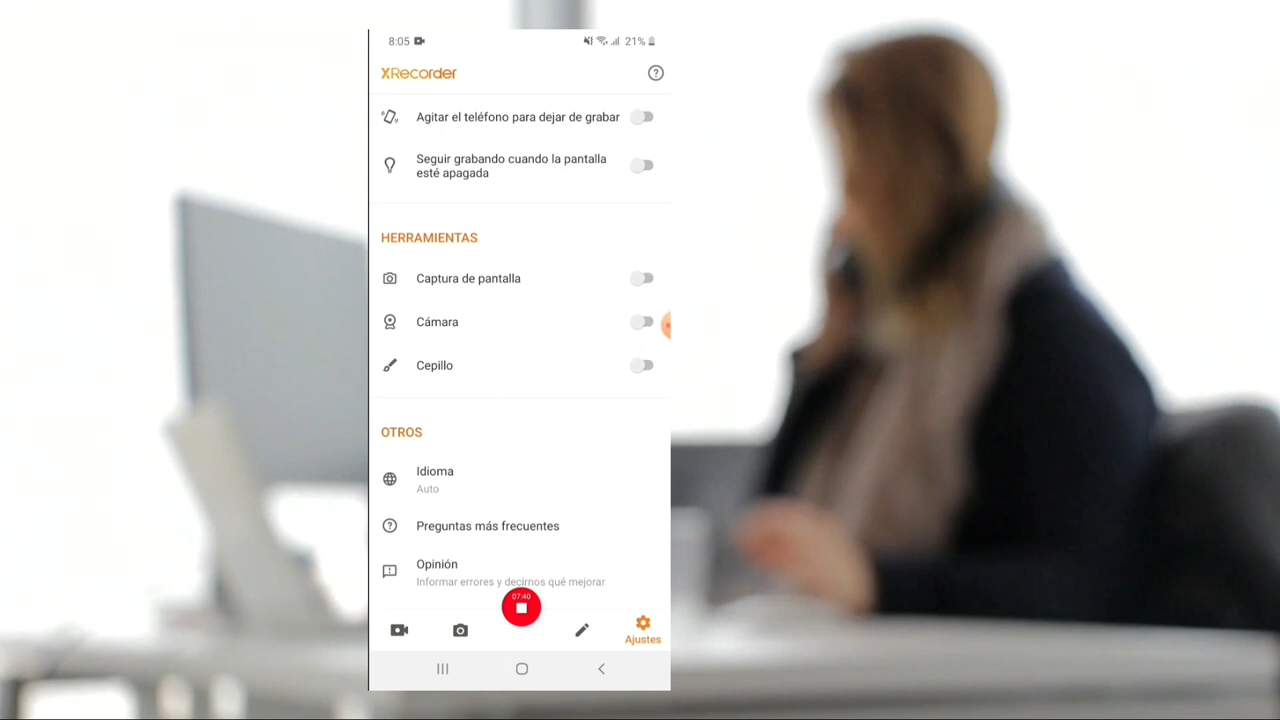 8:05
21%
XRecorder
Agitar el teléfono para dejar de grabar
Seguir grabando cuando la pantalla
esté apagada
HERRAMIENTAS
Captura de pantalla
Cámara
Cepillo
OTROS
Idioma
Auto
Preguntas más frecuentes
Opinión
Informar errores y decirnos qué mejorar
07:40
Ajustes